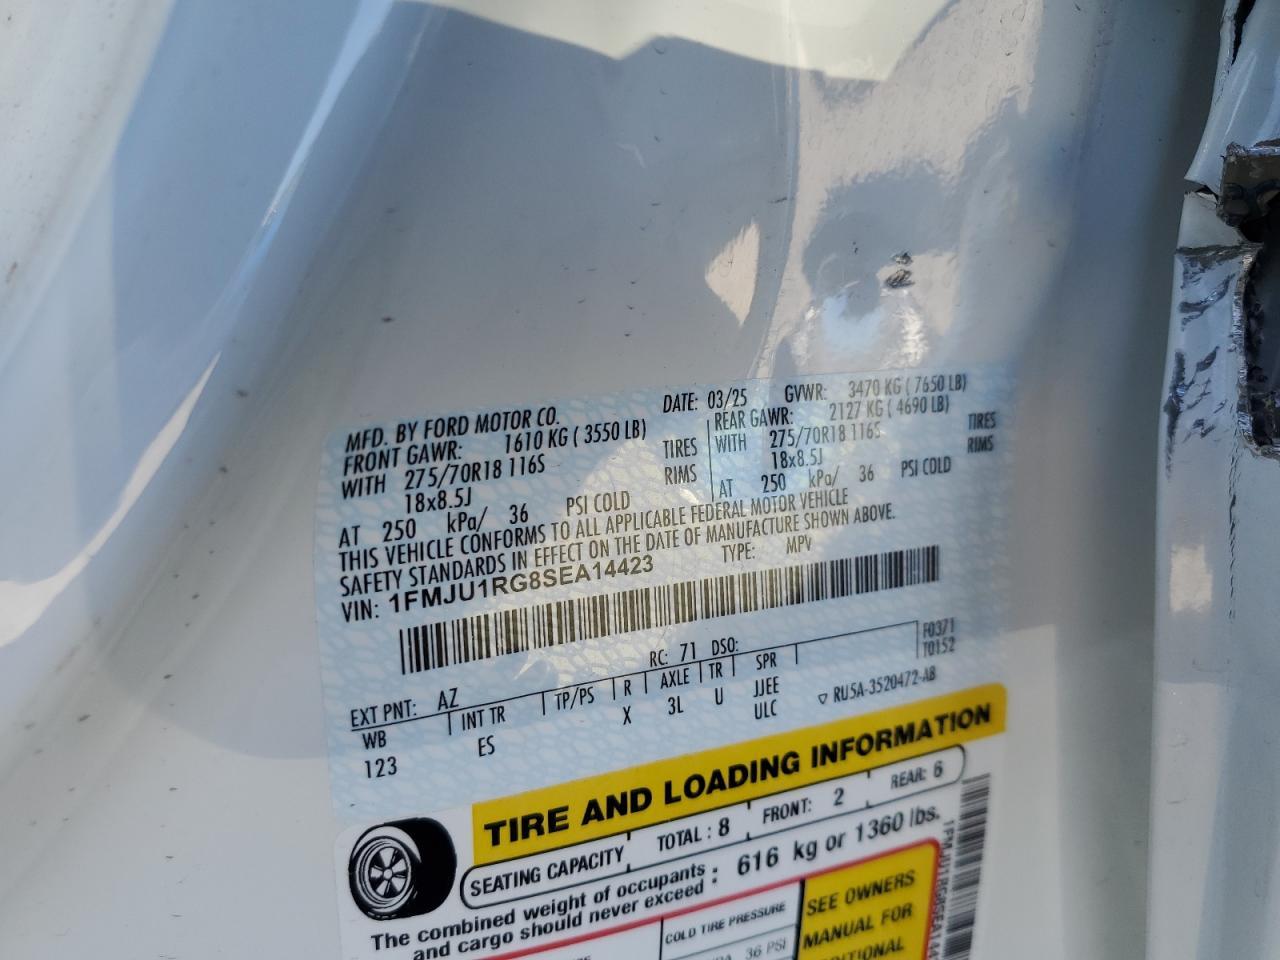 MFD. BY FORD MOTOR CO.
DATE: 03/25 GVWR: 3470 KG ( 7650 LB)
FRONT GAWR: 1610 KG ( 3550 LB)
REAR GAWR: 2127 KG ( 4690 LB)
WITH 275/70R18 116S TIRES
18x8.5J RIMS
AT 250 kPa/ 36 PSI COLD
WITH 275/70R18 116S TIRES
18x8.5J RIMS
AT 250 kPa/ 36 PSI COLD
THIS VEHICLE CONFORMS TO ALL APPLICABLE FEDERAL MOTOR VEHICLE
SAFETY STANDARDS IN EFFECT ON THE DATE OF MANUFACTURE SHOWN ABOVE.
VIN: 1FMJU1RG8SEA14423 TYPE: MPV
EXT PNT: AZ RC: 71 DSO: F0371
T0152
WB INT TR TP/PS R AXLE TR SPR
123 ES X 3L U JJEE
ULC
▽ RU5A-3520472-AB
TIRE AND LOADING INFORMATION
SEATING CAPACITY TOTAL : 8 FRONT: 2 REAR: 6
The combined weight of occupants : 616 kg or 1360 lbs.
and cargo should never exceed
COLD TIRE PRESSURE
36 PSI
SEE OWNERS
MANUAL FOR